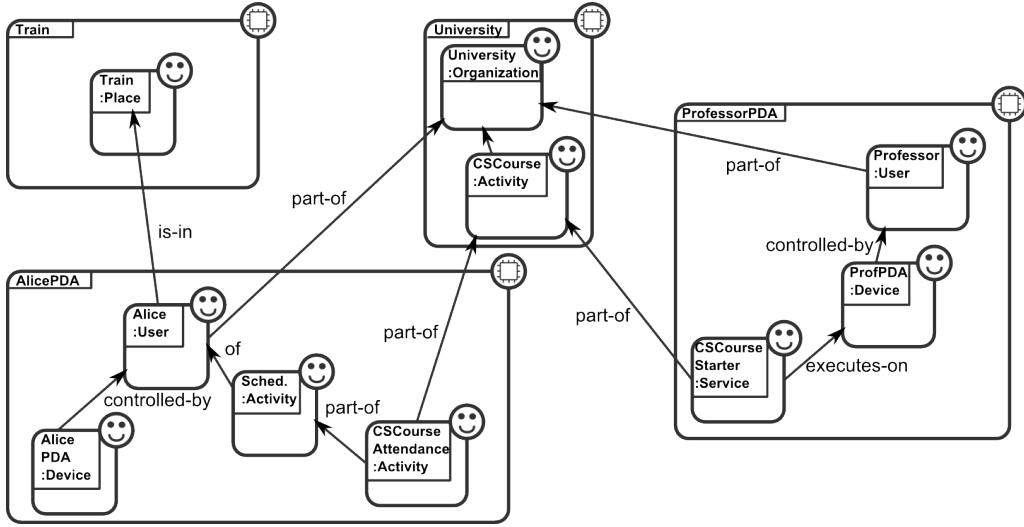 Train
Train
:Place
University
University
:Organization
CSCourse
:Activity
ProfessorPDA
Professor
:User
part-of
part-of
is-in
controlled-by
ProfPDA
:Device
AlicePDA
Alice
:User
part-of
part-of
of
CSCourse
Starter
:Service
executes-on
Sched.
:Activity
controlled-by
part-of
Alice
PDA
:Device
CSCourse
Attendance
:Activity